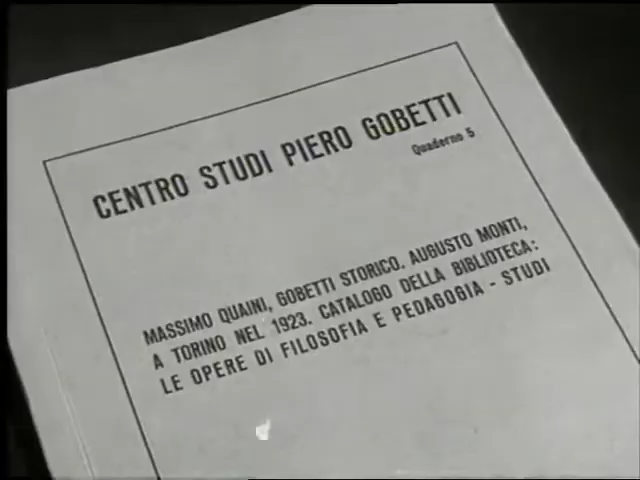 CENTRO STUDI PIERO GOBETTI
Quaderno 5
MASSIMO QUAINI, GOBETTI STORICO. AUGUSTO MONTI,
A TORINO NEL 1923. CATALOGO DELLA BIBLIOTECA:
LE OPERE DI FILOSOFIA E PEDAGOGIA - STUDI